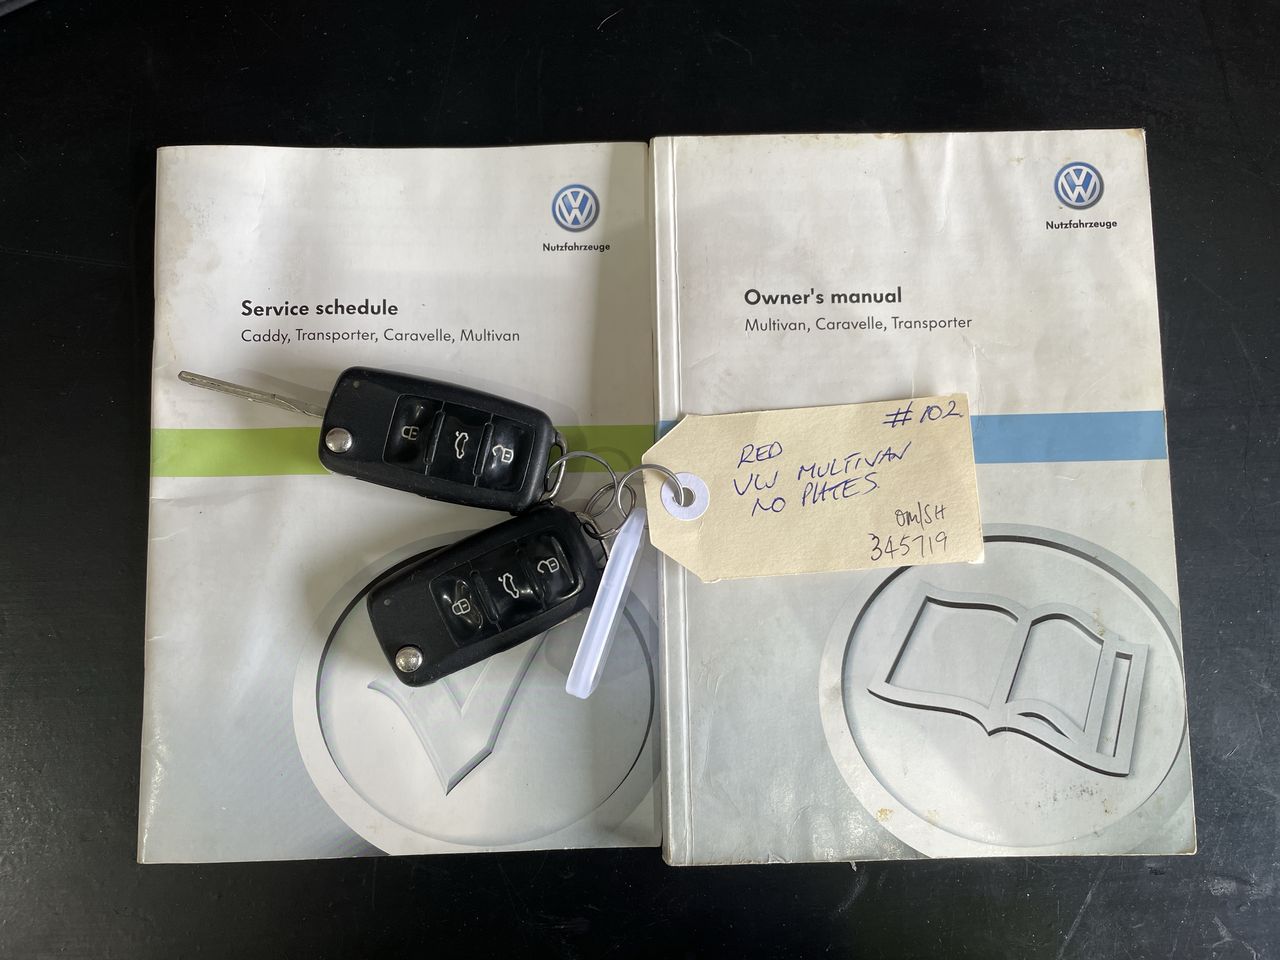 Nutzfahrzeuge
Service schedule
Caddy, Transporter, Caravelle, Multivan
Nutzfahrzeuge
Owner's manual
Multivan, Caravelle, Transporter
#102
RED
VW MULTIVAN
NO PLATES
OM/SH
345719